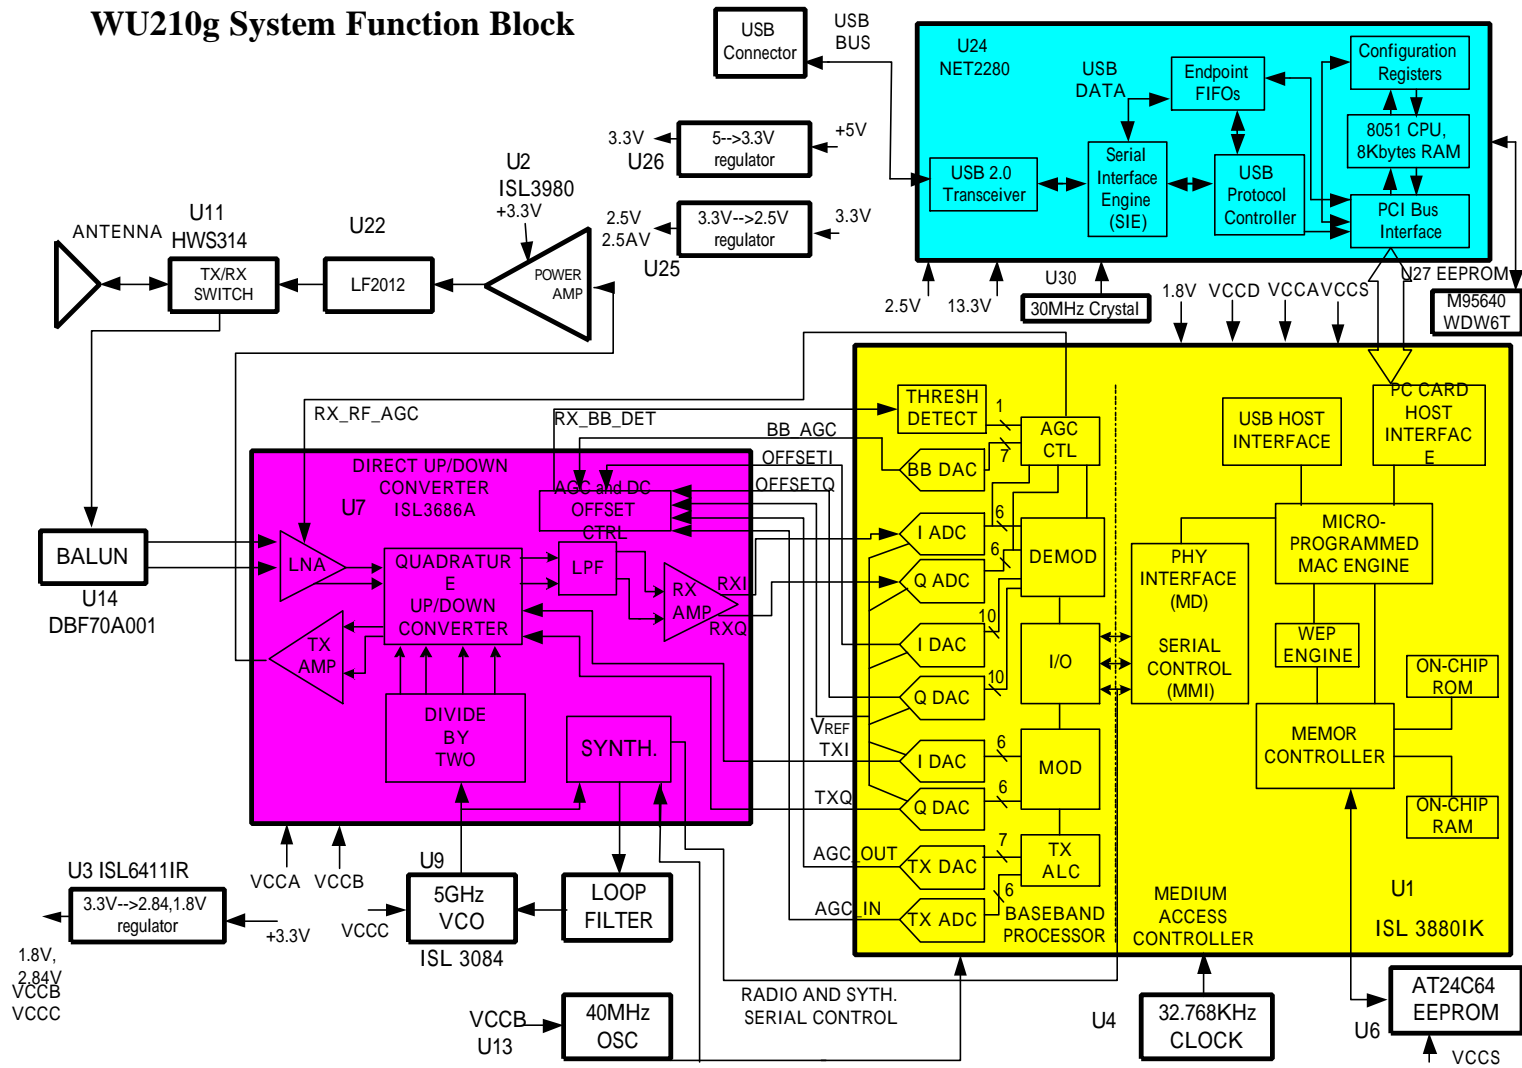 WU210g System Function Block
USB
Connector
USB
BUS
U24
NET2280
USB
DATA
Endpoint
FIFOs
Configuration
Registers
8051 CPU,
8Kbytes RAM
USB 2.0
Transceiver
Serial
Interface
Engine
(SIE)
USB
Protocol
Controller
PCI Bus
Interface
3.3V
U26
5-->3.3V
regulator
+5V
2.5V
2.5AV
3.3V-->2.5V
regulator
3.3V
U25
U2
ISL3980
+3.3V
U11
HWS314
ANTENNA
U22
TX/RX
SWITCH
LF2012
POWER
AMP
2.5V
13.3V
U30
30MHz Crystal
1.8V
VCCD
VCCA
VCCS
U27 EEPROM
M95640
WDW6T
RX_RF_AGC
RX_BB_DET
BB_AGC
OFFSETI
OFFSETQ
THRESH
DETECT
1
AGC
CTL
7
BB DAC
USB HOST
INTERFACE
PC CARD
HOST
INTERFAC
E
DIRECT UP/DOWN
CONVERTER
ISL3686A
U7
AGC and DC
OFFSET
CTRL
BALUN
U14
DBF70A001
LNA
QUADRATUR
E
UP/DOWN
CONVERTER
LPF
RX
AMP
RXI
RXQ
TX
AMP
DIVIDE
BY
TWO
SYNTH.
I ADC
6
Q ADC
6
DEMOD
I DAC
10
Q DAC
10
I/O
VREF
TXI
I DAC
6
MOD
TXQ
Q DAC
6
AGC_OUT
TX DAC
7
TX
ALC
AGC_IN
TX ADC
6
BASEBAND
PROCESSOR
PHY
INTERFACE
(MD)
SERIAL
CONTROL
(MMI)
MICRO-
PROGRAMMED
MAC ENGINE
WEP
ENGINE
ON-CHIP
ROM
MEMOR
CONTROLLER
ON-CHIP
RAM
MEDIUM
ACCESS
CONTROLLER
U1
ISL 3880IK
U3 ISL6411IR
3.3V-->2.84,1.8V
regulator
+3.3V
1.8V,
2.84V
VCCB
VCCC
VCCA
VCCB
U9
5GHz
VCO
VCCC
ISL 3084
LOOP
FILTER
VCCB
U13
40MHz
OSC
RADIO AND SYTH.
SERIAL CONTROL
U4
32.768KHz
CLOCK
AT24C64
EEPROM
U6
VCCS